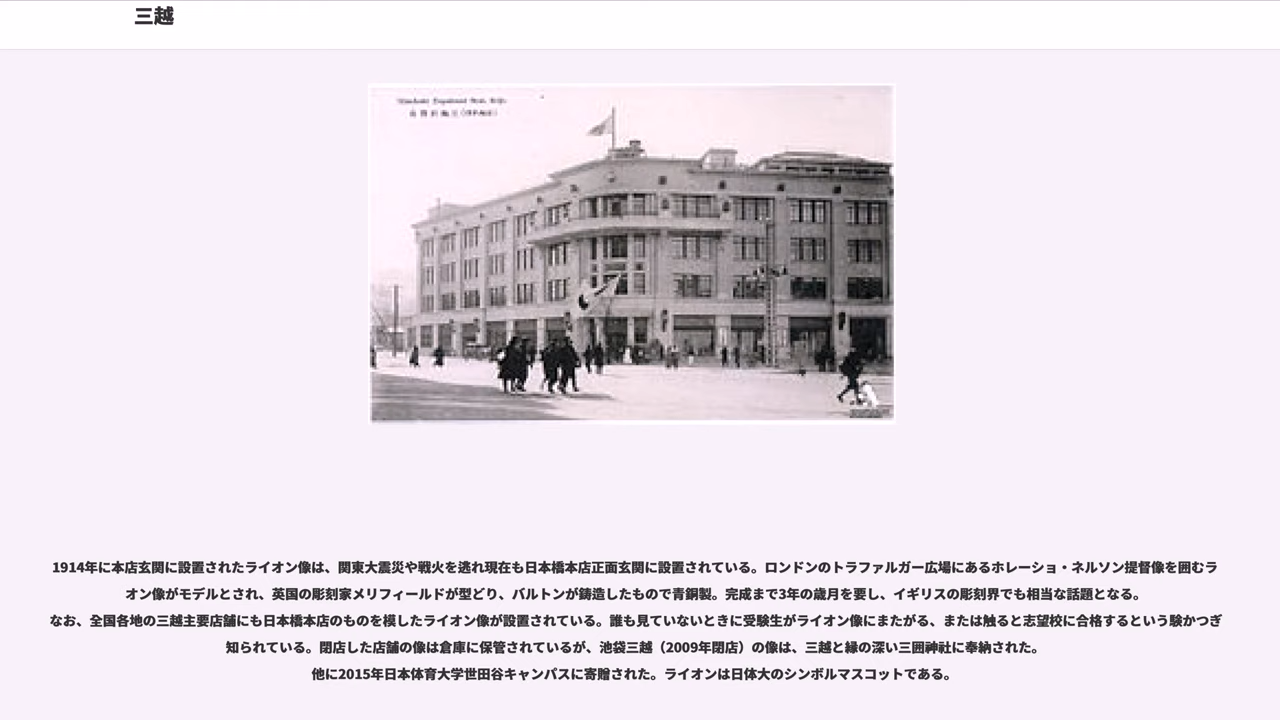 三越
1914年に本店玄関に設置されたライオン像は、関東大震災や戦火を逃れ現在も日本橋本店正面玄関に設置されている。ロンドンのトラファルガー広場にあるホレーショ・ネルソン提督像を囲むラ
オン像がモデルとされ、英国の彫刻家メリフィールドが型どり、バルトンが鋳造したもので青銅製。完成まで3年の歳月を要し、イギリスの彫刻界でも相当な話題となる。
なお、全国各地の三越主要店舗にも日本橋本店のものを模したライオン像が設置されている。誰も見ていないときに受験生がライオン像にまたがる、または触ると志望校に合格するという験かつぎ
知られている。閉店した店舗の像は倉庫に保管されているが、池袋三越（2009年閉店）の像は、三越と縁の深い三囲神社に奉納された。
他に2015年日本体育大学世田谷キャンパスに寄贈された。ライオンは日体大のシンボルマスコットである。